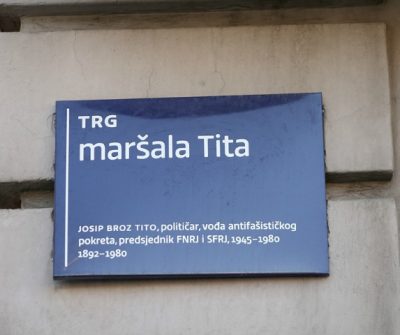 TRG
maršala Tita
JOSIP BROZ TITO, političar, vođa antifašističkog
pokreta, predsjednik FNRJ i SFRJ, 1945–1980
1892–1980